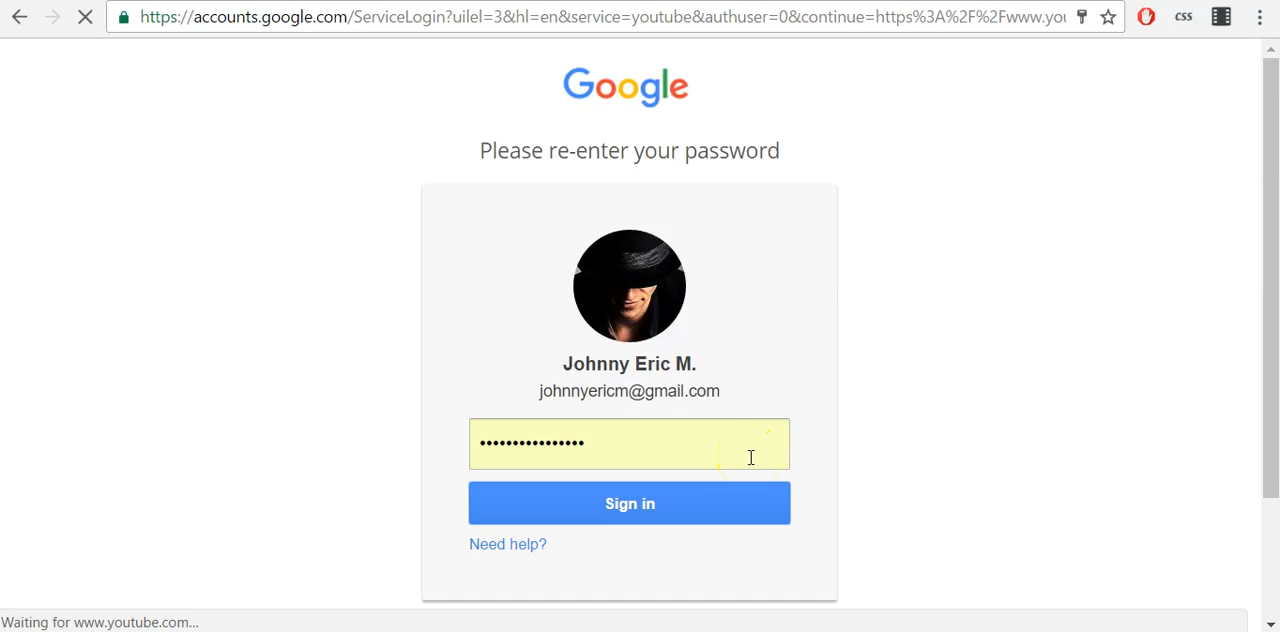 https://accounts.google.com/ServiceLogin?uilel=3&hl=en&service=youtube&authuser=0&continue=https%3A%2F%2Fwww.you
css
Google
Please re-enter your password
Johnny Eric M.
johnnyericm@gmail.com
••••••••••••••••
Sign in
Need help?
Waiting for www.youtube.com...